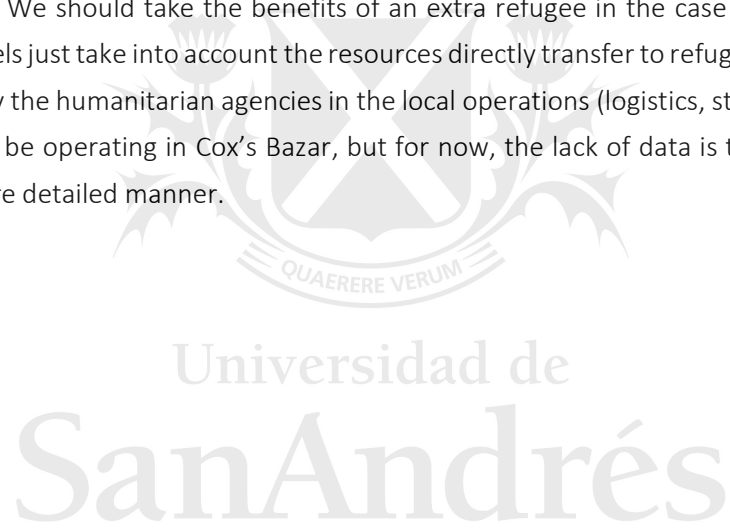 We should take the benefits of an extra refugee in the case
els just take into account the resources directly transfer to refug
y the humanitarian agencies in the local operations (logistics, st
be operating in Cox's Bazar, but for now, the lack of data is t
re detailed manner.
QUAERERE VERUM
Universidad de
SanAndrés